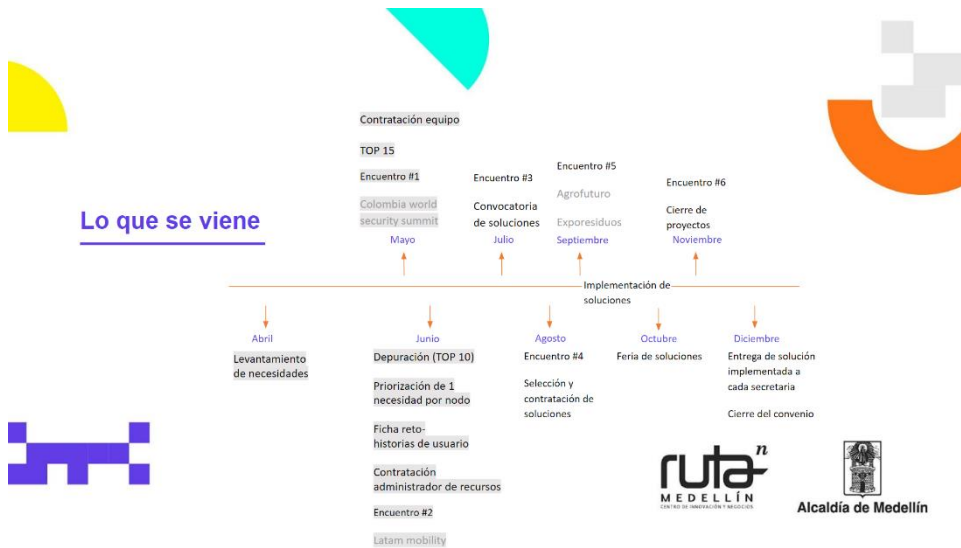 Lo que se viene
Contratación equipo
TOP 15
Encuentro #1
Colombia world
security summit
Mayo
Encuentro #3
Convocatoria
de soluciones
Julio
Encuentro #5
Agrofuturo
Exporesiduos
Septiembre
Encuentro #6
Cierre de
proyectos
Noviembre
Implementación de
soluciones
Abril
Levantamiento
de necesidades
Junio
Depuración (TOP 10)
Priorización de 1
necesidad por nodo
Ficha reto-
historias de usuario
Contratación
administrador de recursos
Encuentro #2
Latam mobility
Agosto
Encuentro #4
Selección y
contratación de
soluciones
Octubre
Feria de soluciones
Diciembre
Entrega de solución
implementada a
cada secretaria
Cierre del convenio
ruta n
MEDELLÍN
CENTRO DE INNOVACIÓN Y NEGOCIOS
Alcaldía de Medellín